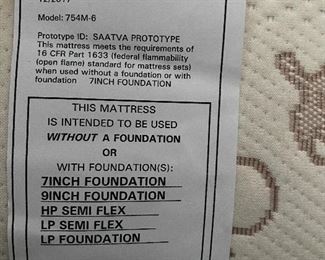 12/2017
Model: 754M-6
Prototype ID: SAATVA PROTOTYPE
This mattress meets the requirements of
16 CFR Part 1633 (federal flammability
(open flame) standard for mattress sets)
when used without a foundation or with
foundation 7INCH FOUNDATION
THIS MATTRESS
IS INTENDED TO BE USED
WITHOUT A FOUNDATION
OR
WITH FOUNDATION(S):
7INCH FOUNDATION
9INCH FOUNDATION
HP SEMI FLEX
LP SEMI FLEX
LP FOUNDATION